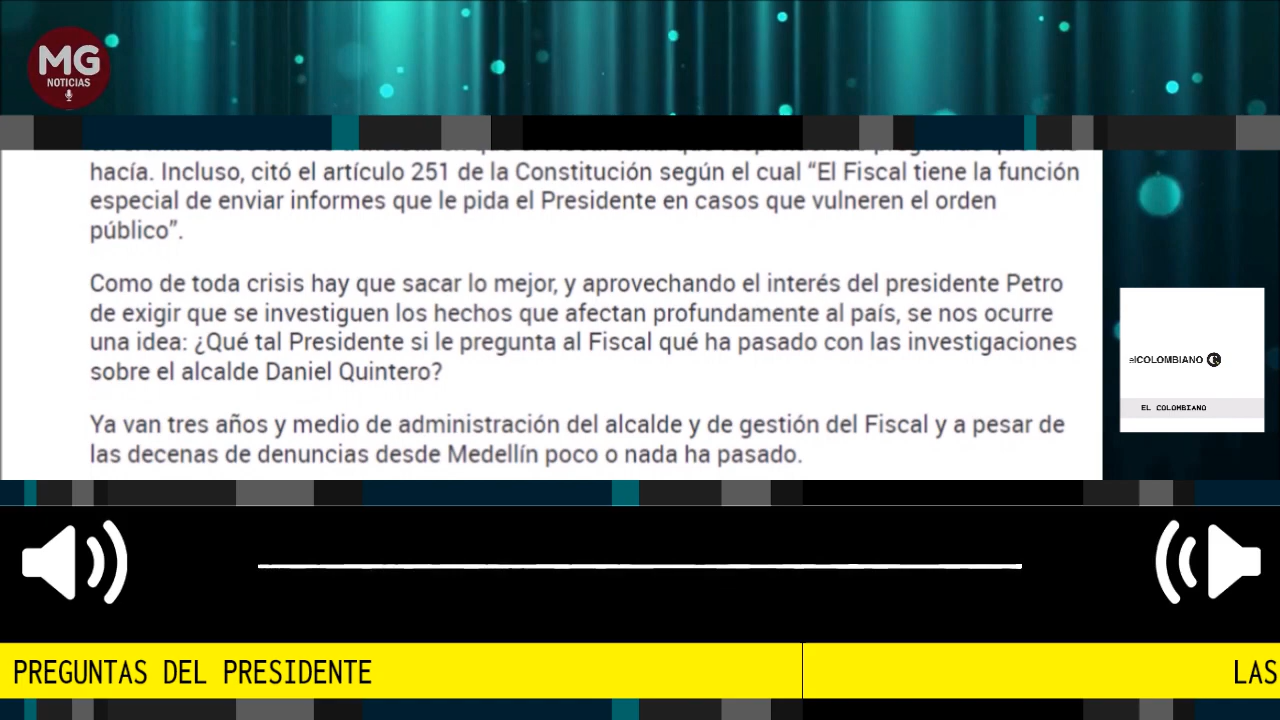 MG
NOTICIAS
hacía. Incluso, citó el artículo 251 de la Constitución según el cual “El Fiscal tiene la función
especial de enviar informes que le pida el Presidente en casos que vulneren el orden
público”.
Como de toda crisis hay que sacar lo mejor, y aprovechando el interés del presidente Petro
de exigir que se investiguen los hechos que afectan profundamente al país, se nos ocurre
una idea: ¿Qué tal Presidente si le pregunta al Fiscal qué ha pasado con las investigaciones
sobre el alcalde Daniel Quintero?
Ya van tres años y medio de administración del alcalde y de gestión del Fiscal y a pesar de
las decenas de denuncias desde Medellín poco o nada ha pasado.
elCOLOMBIANO
EL COLOMBIANO
PREGUNTAS DEL PRESIDENTE
LAS